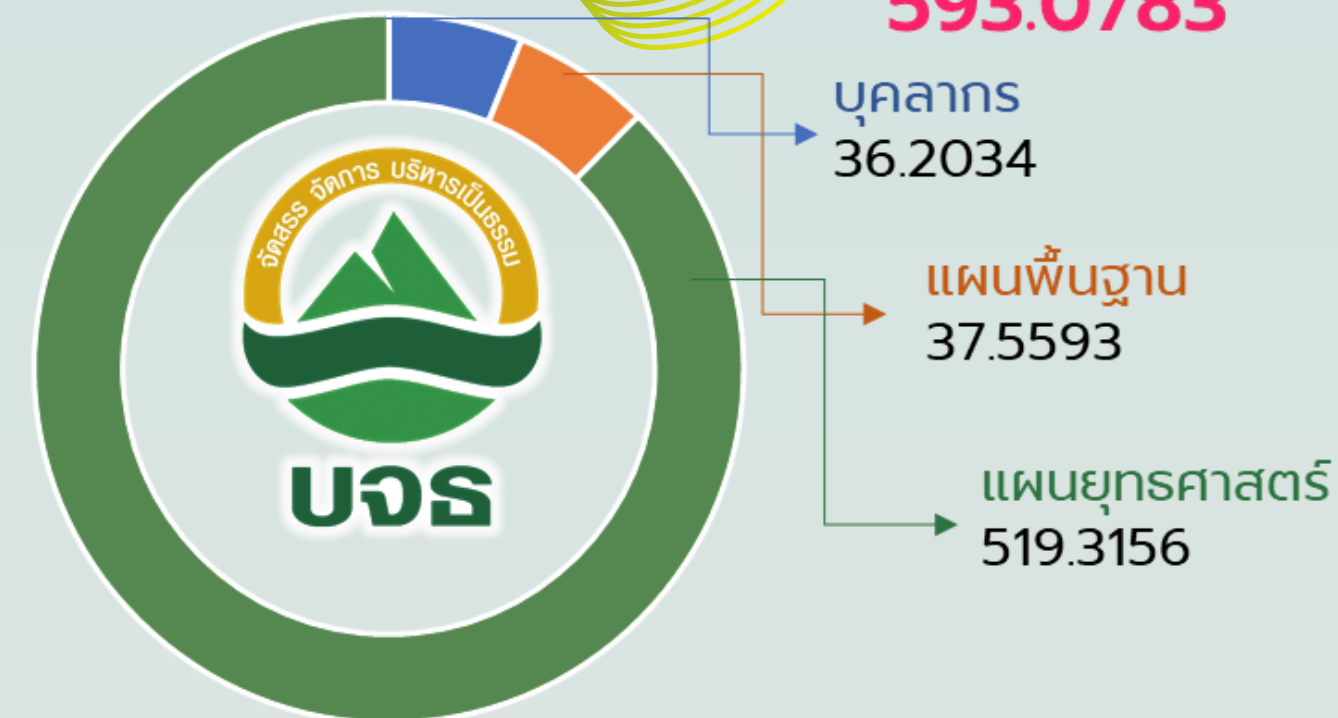 593.0783
บุคลากร
36.2034
แผนพื้นฐาน
37.5593
แผนยุทธศาสตร์
519.3156
จัดสรร จัดการ บริหารเป็นธรรม
บจธ